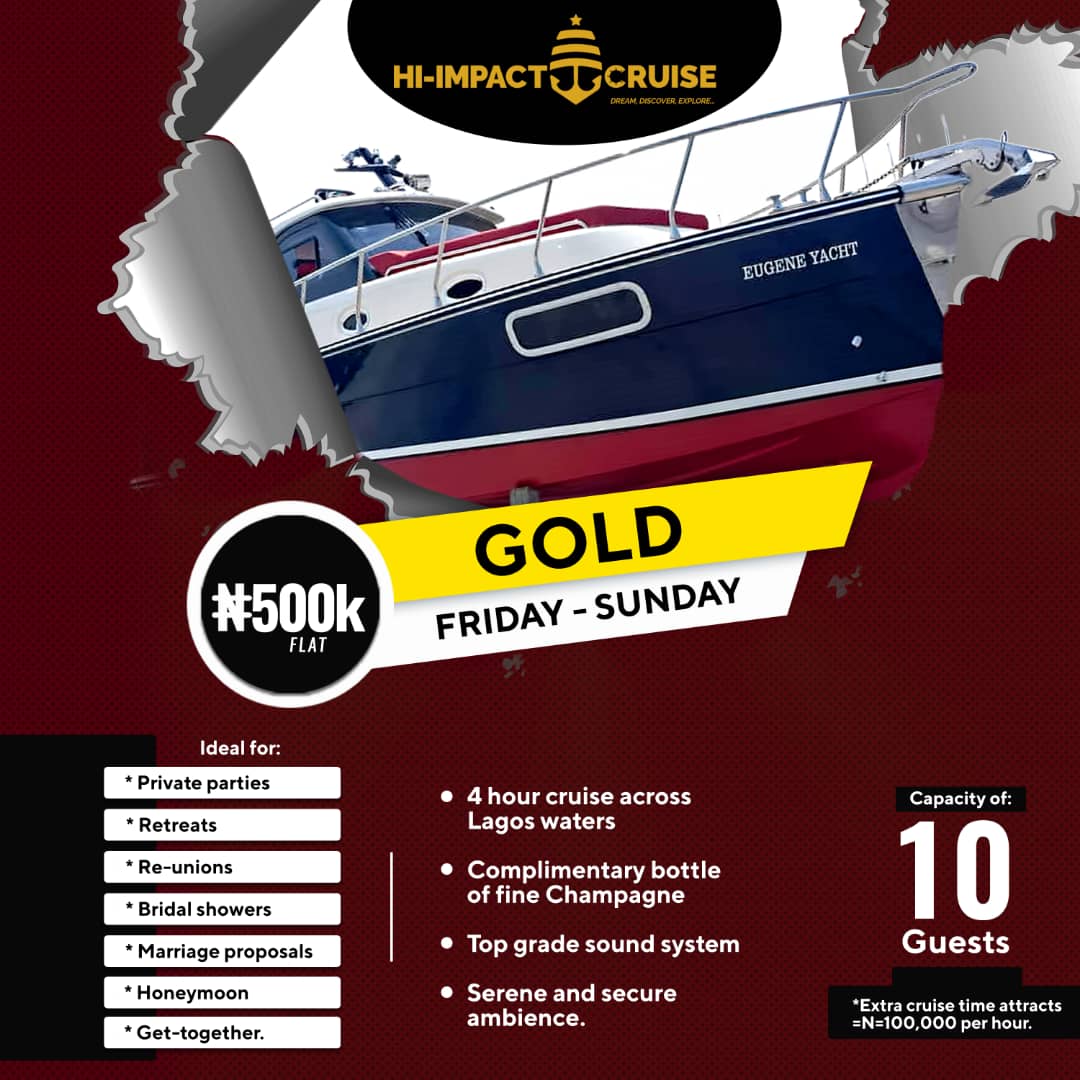 HI-IMPACT CRUISE
DREAM, DISCOVER, EXPLORE...
EUGENE YACHT
GOLD
₦500k
FLAT
FRIDAY - SUNDAY
Ideal for:
* Private parties
* Retreats
* Re-unions
* Bridal showers
* Marriage proposals
* Honeymoon
* Get-together.
• 4 hour cruise across
Lagos waters
• Complimentary bottle
of fine Champagne
• Top grade sound system
• Serene and secure
ambience.
Capacity of:
10
Guests
*Extra cruise time attracts
=N=100,000 per hour.